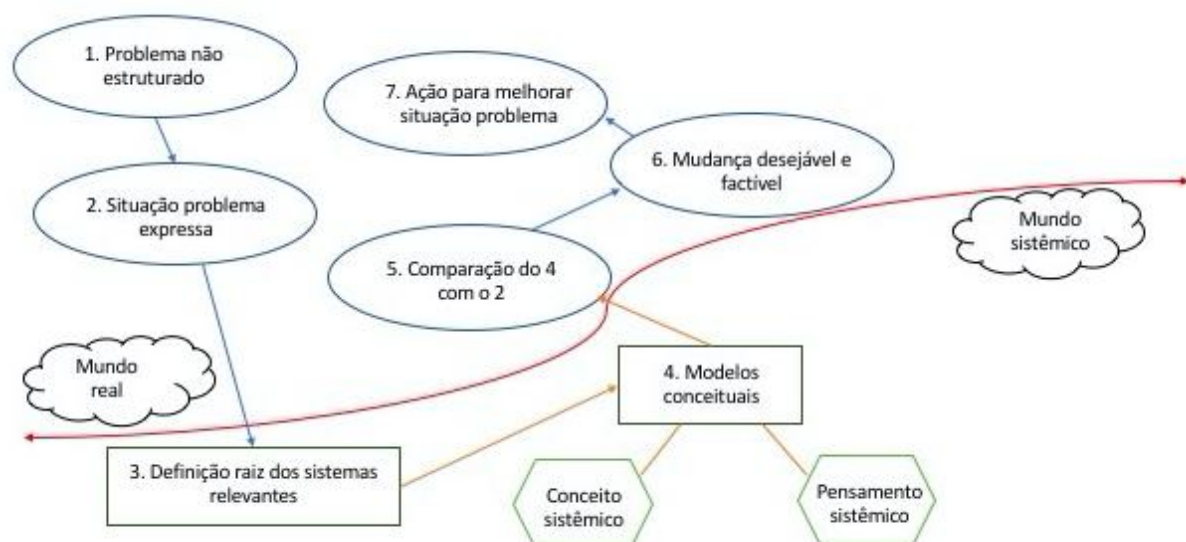 1. Problema não
estruturado
2. Situação problema
expressa
Mundo
real
3. Definição raiz dos sistemas
relevantes
7. Ação para melhorar
situação problema
6. Mudança desejável e
factível
5. Comparação do 4
com o 2
Mundo
sistêmico
4. Modelos
conceituais
Conceito
sistêmico
Pensamento
sistêmico